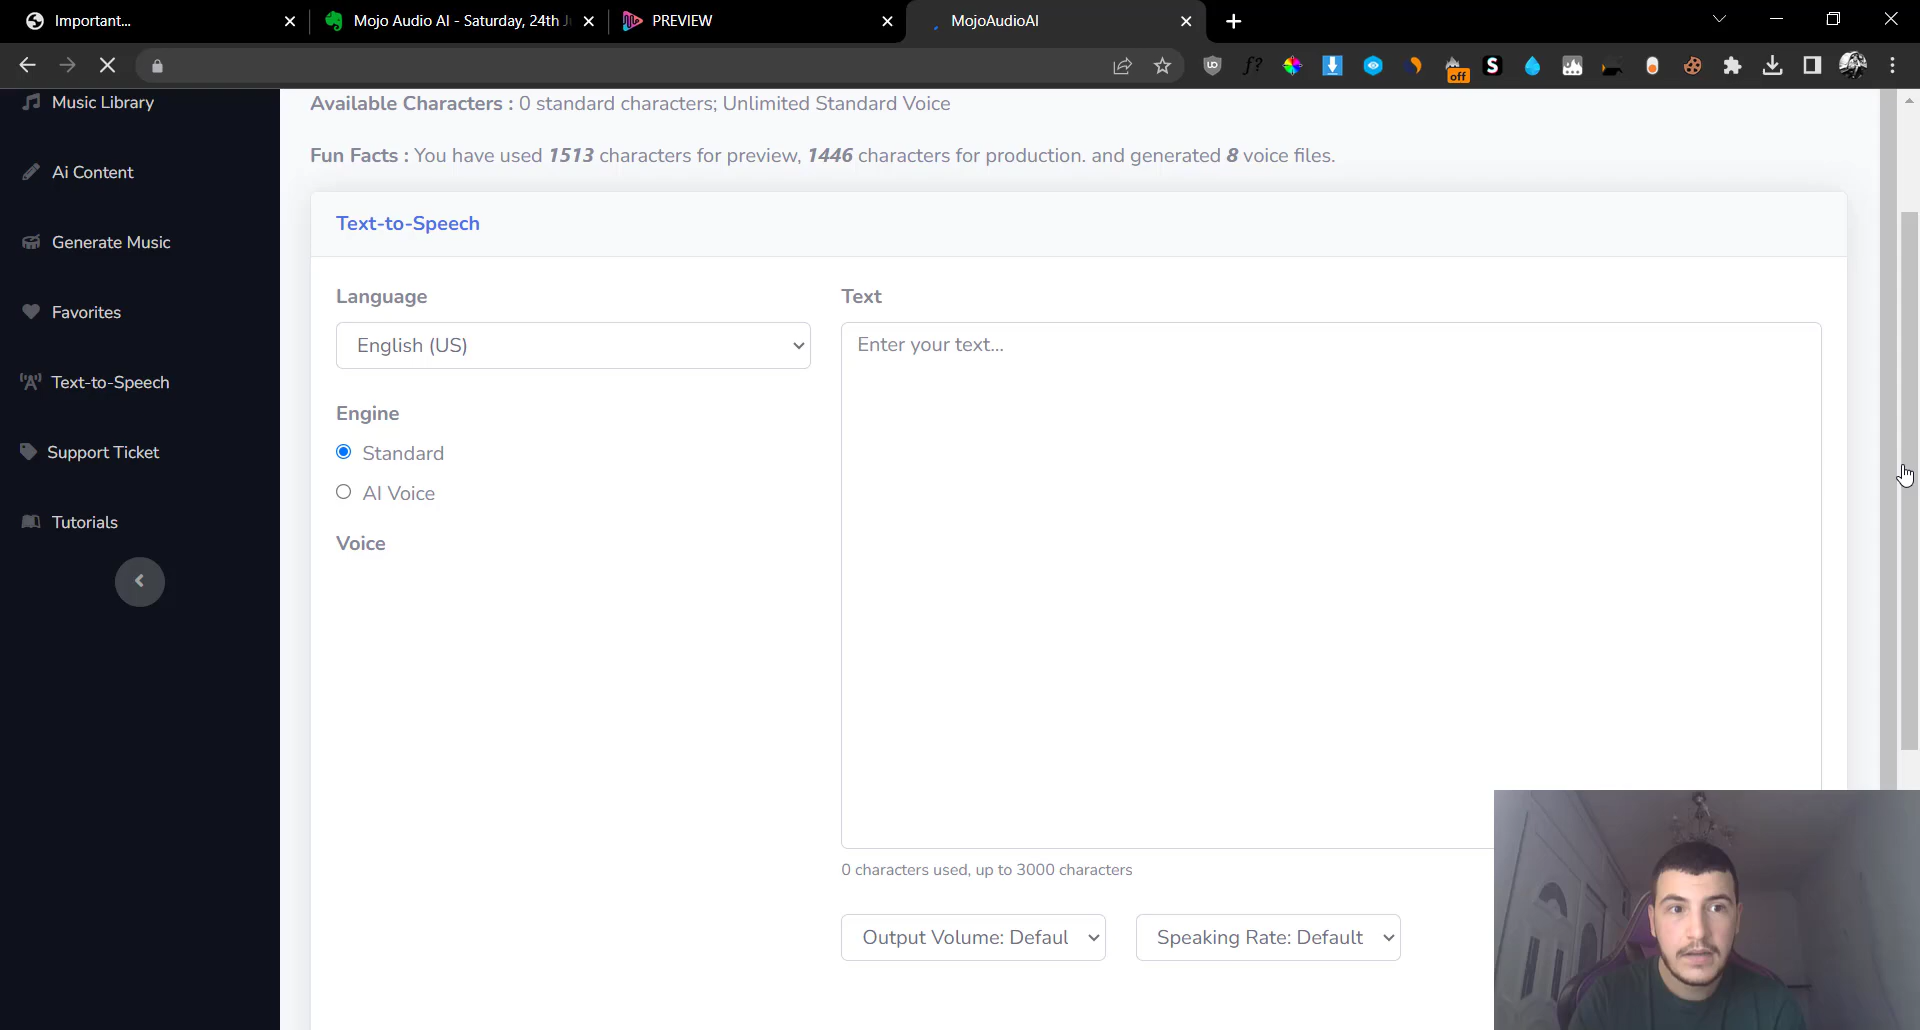 Important...
Mojo Audio AI - Saturday, 24th J
PREVIEW
MojoAudioAI
f?
off
S
Music Library
Ai Content
Generate Music
Favorites
Text-to-Speech
Support Ticket
Tutorials
Available Characters : 0 standard characters; Unlimited Standard Voice
Fun Facts : You have used 1513 characters for preview, 1446 characters for production. and generated 8 voice files.
Text-to-Speech
Language
English (US)
Engine
Standard
AI Voice
Voice
Text
Enter your text...
0 characters used, up to 3000 characters
Output Volume: Defaul
Speaking Rate: Default